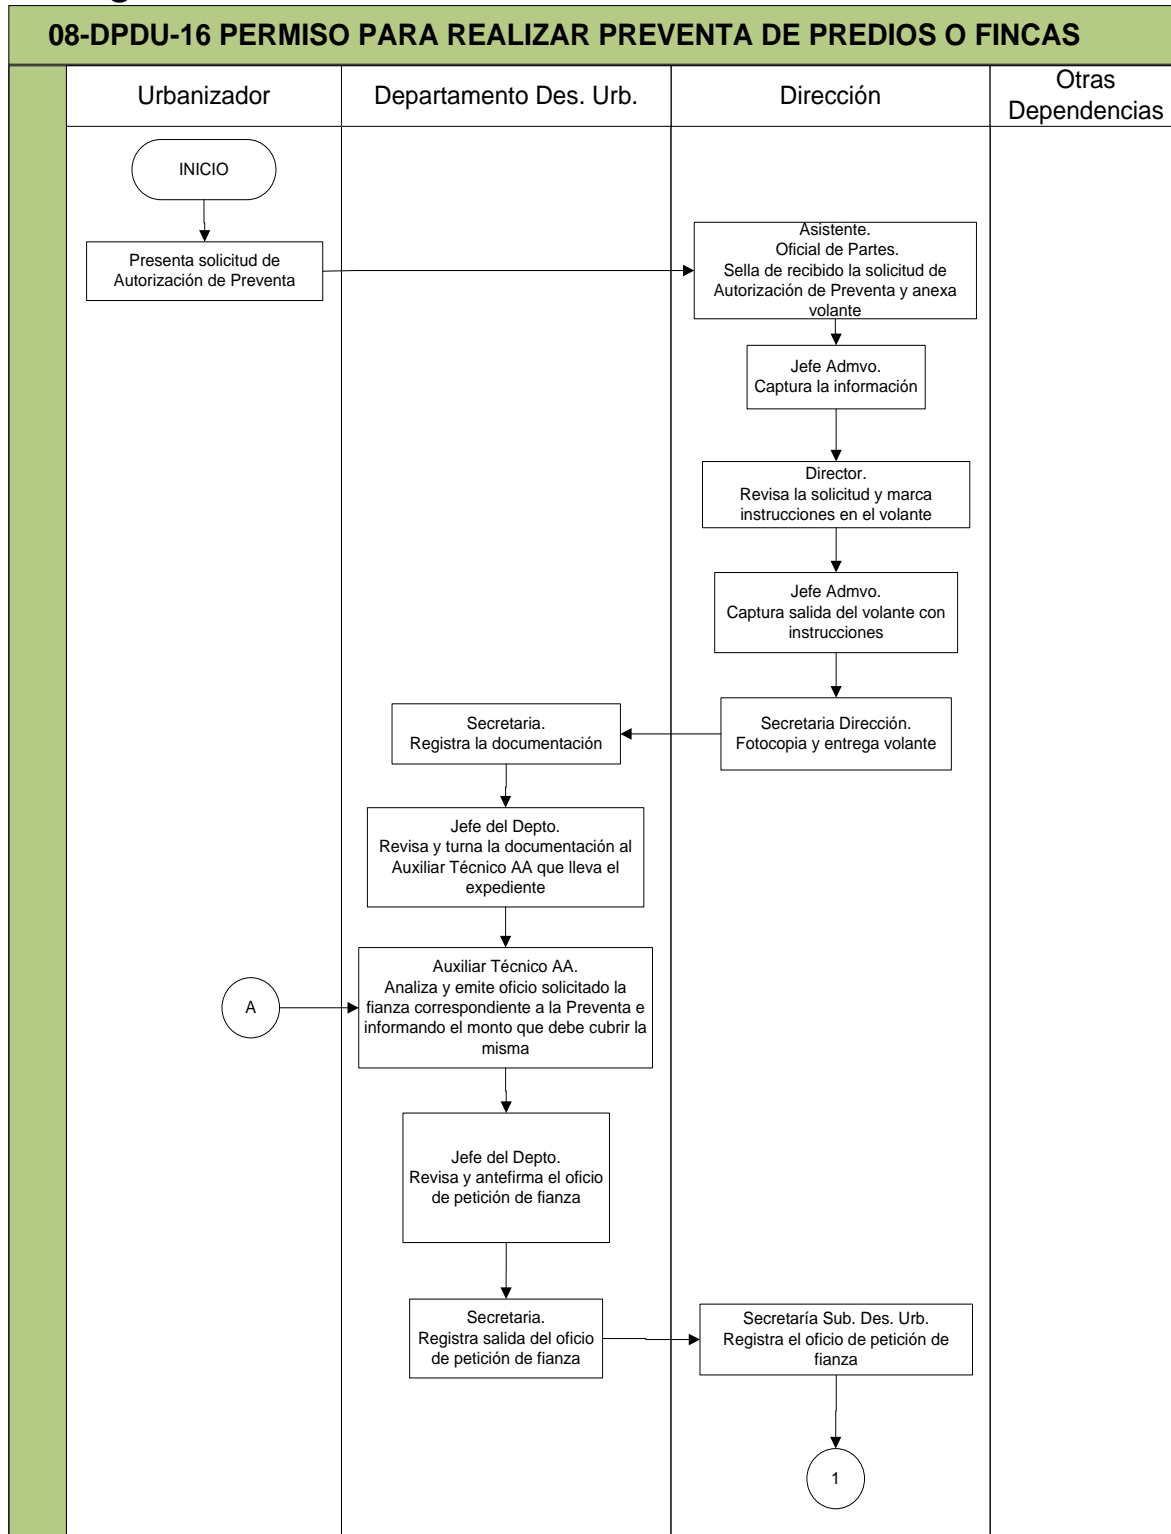 08-DPDU-16 PERMISO PARA REALIZAR PREVENTA DE PREDIOS O FINCAS
Urbanizador
Departamento Des. Urb.
Dirección
Otras
Dependencias
INICIO
Presenta solicitud de
Autorización de Preventa
Asistente.
Oficial de Partes.
Sella de recibido la solicitud de
Autorización de Preventa y anexa
volante
Jefe Admvo.
Captura la información
Director.
Revisa la solicitud y marca
instrucciones en el volante
Jefe Admvo.
Captura salida del volante con
instrucciones
Secretaria Dirección.
Fotocopia y entrega volante
Secretaria.
Registra la documentación
Jefe del Depto.
Revisa y turna la documentación al
Auxiliar Técnico AA que lleva el
expediente
A
Auxiliar Técnico AA.
Analiza y emite oficio solicitado la
fianza correspondiente a la Preventa e
informando el monto que debe cubrir la
misma
Jefe del Depto.
Revisa y antefirma el oficio
de petición de fianza
Secretaria.
Registra salida del oficio
de petición de fianza
Secretaría Sub. Des. Urb.
Registra el oficio de petición de
fianza
1